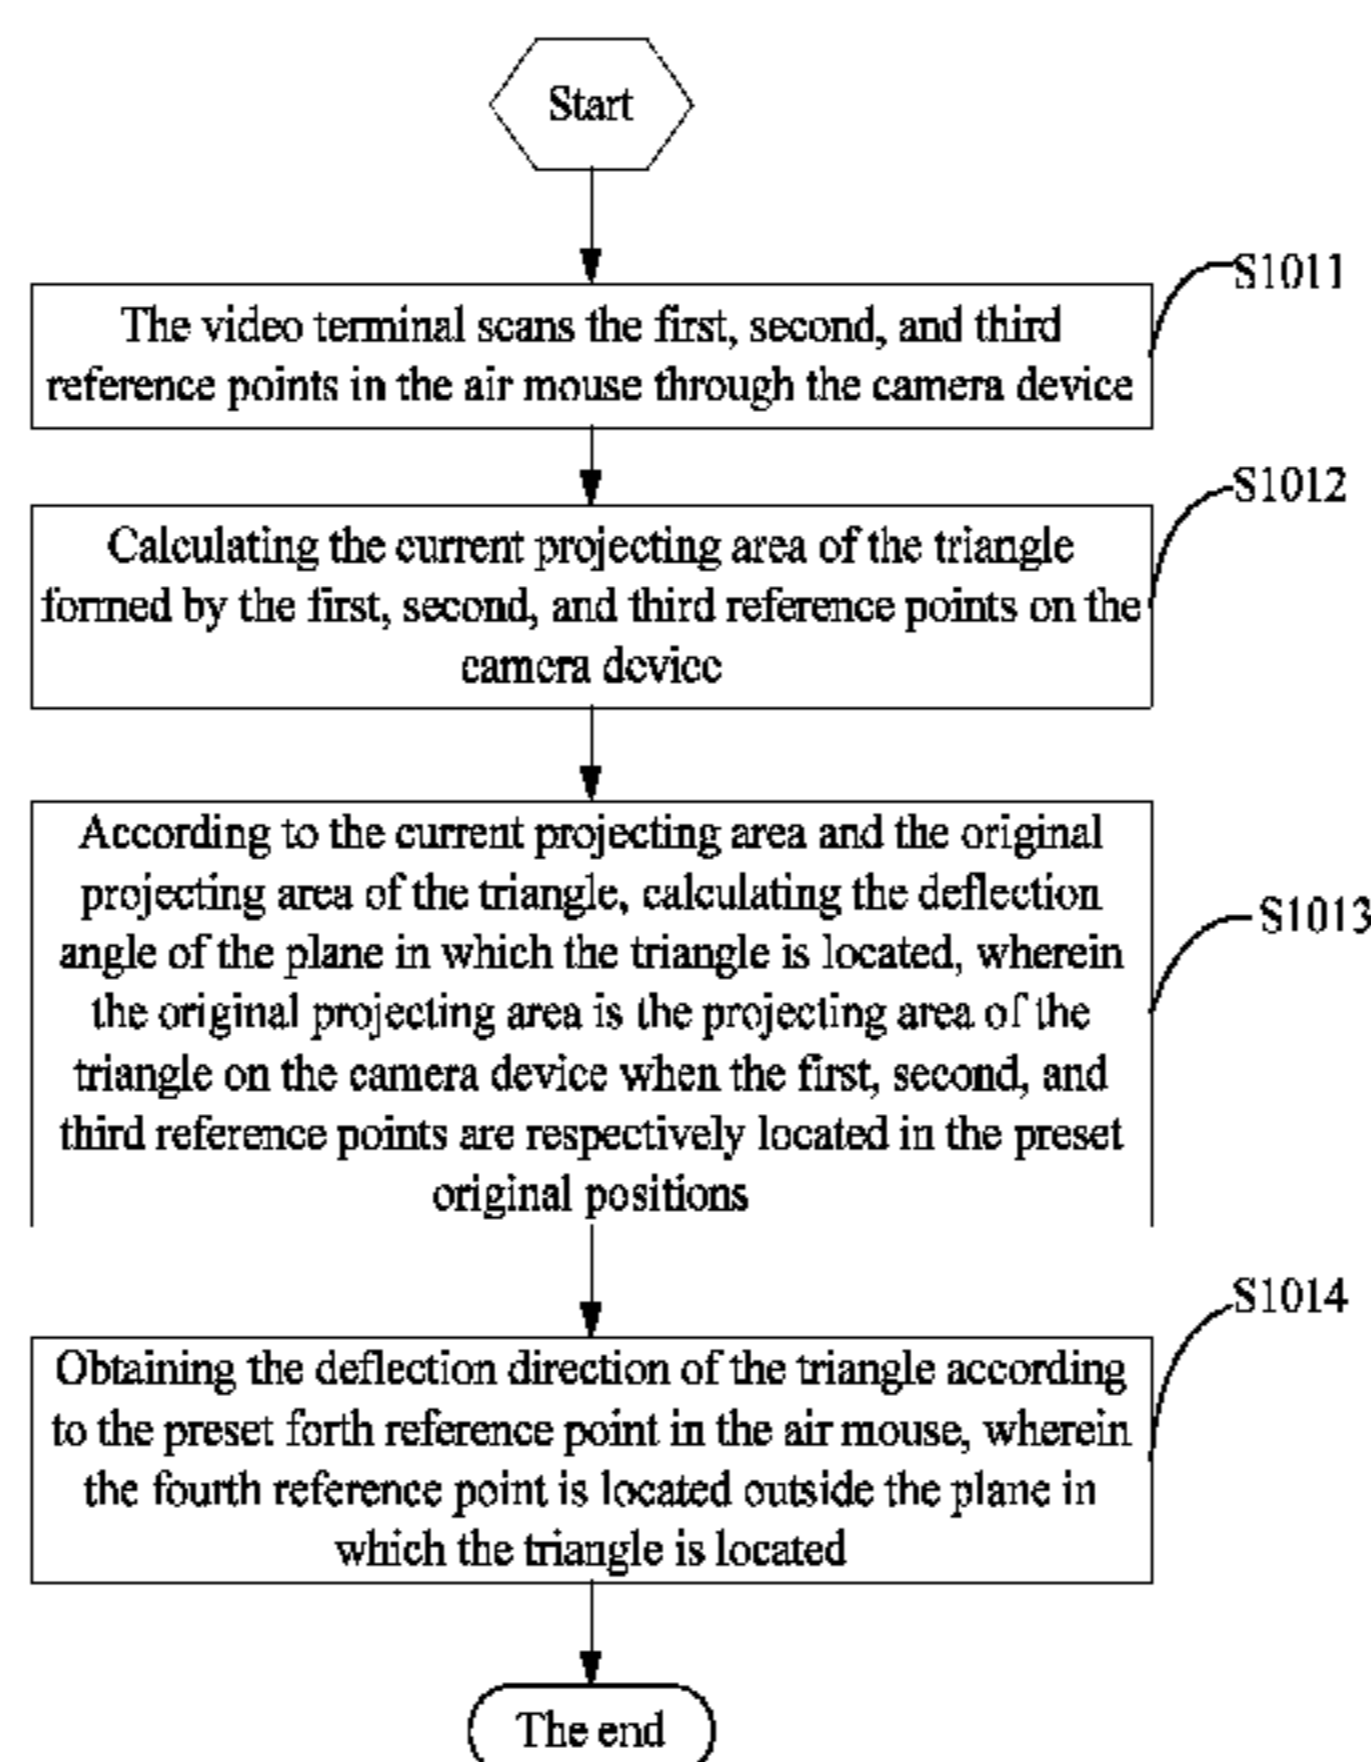 Start
S1011
The video terminal scans the first, second, and third
reference points in the air mouse through the camera device
S1012
Calculating the current projecting area of the triangle
formed by the first, second, and third reference points on the
camera device
According to the current projecting area and the original
projecting area of the triangle, calculating the deflection
S1013
angle of the plane in which the triangle is located, wherein
the original projecting area is the projecting area of the
triangle on the camera device when the first, second, and
third reference points are respectively located in the preset
original positions
S1014
Obtaining the deflection direction of the triangle according
to the preset forth reference point in the air mouse, wherein
the fourth reference point is located outside the plane in
which the triangle is located
The end